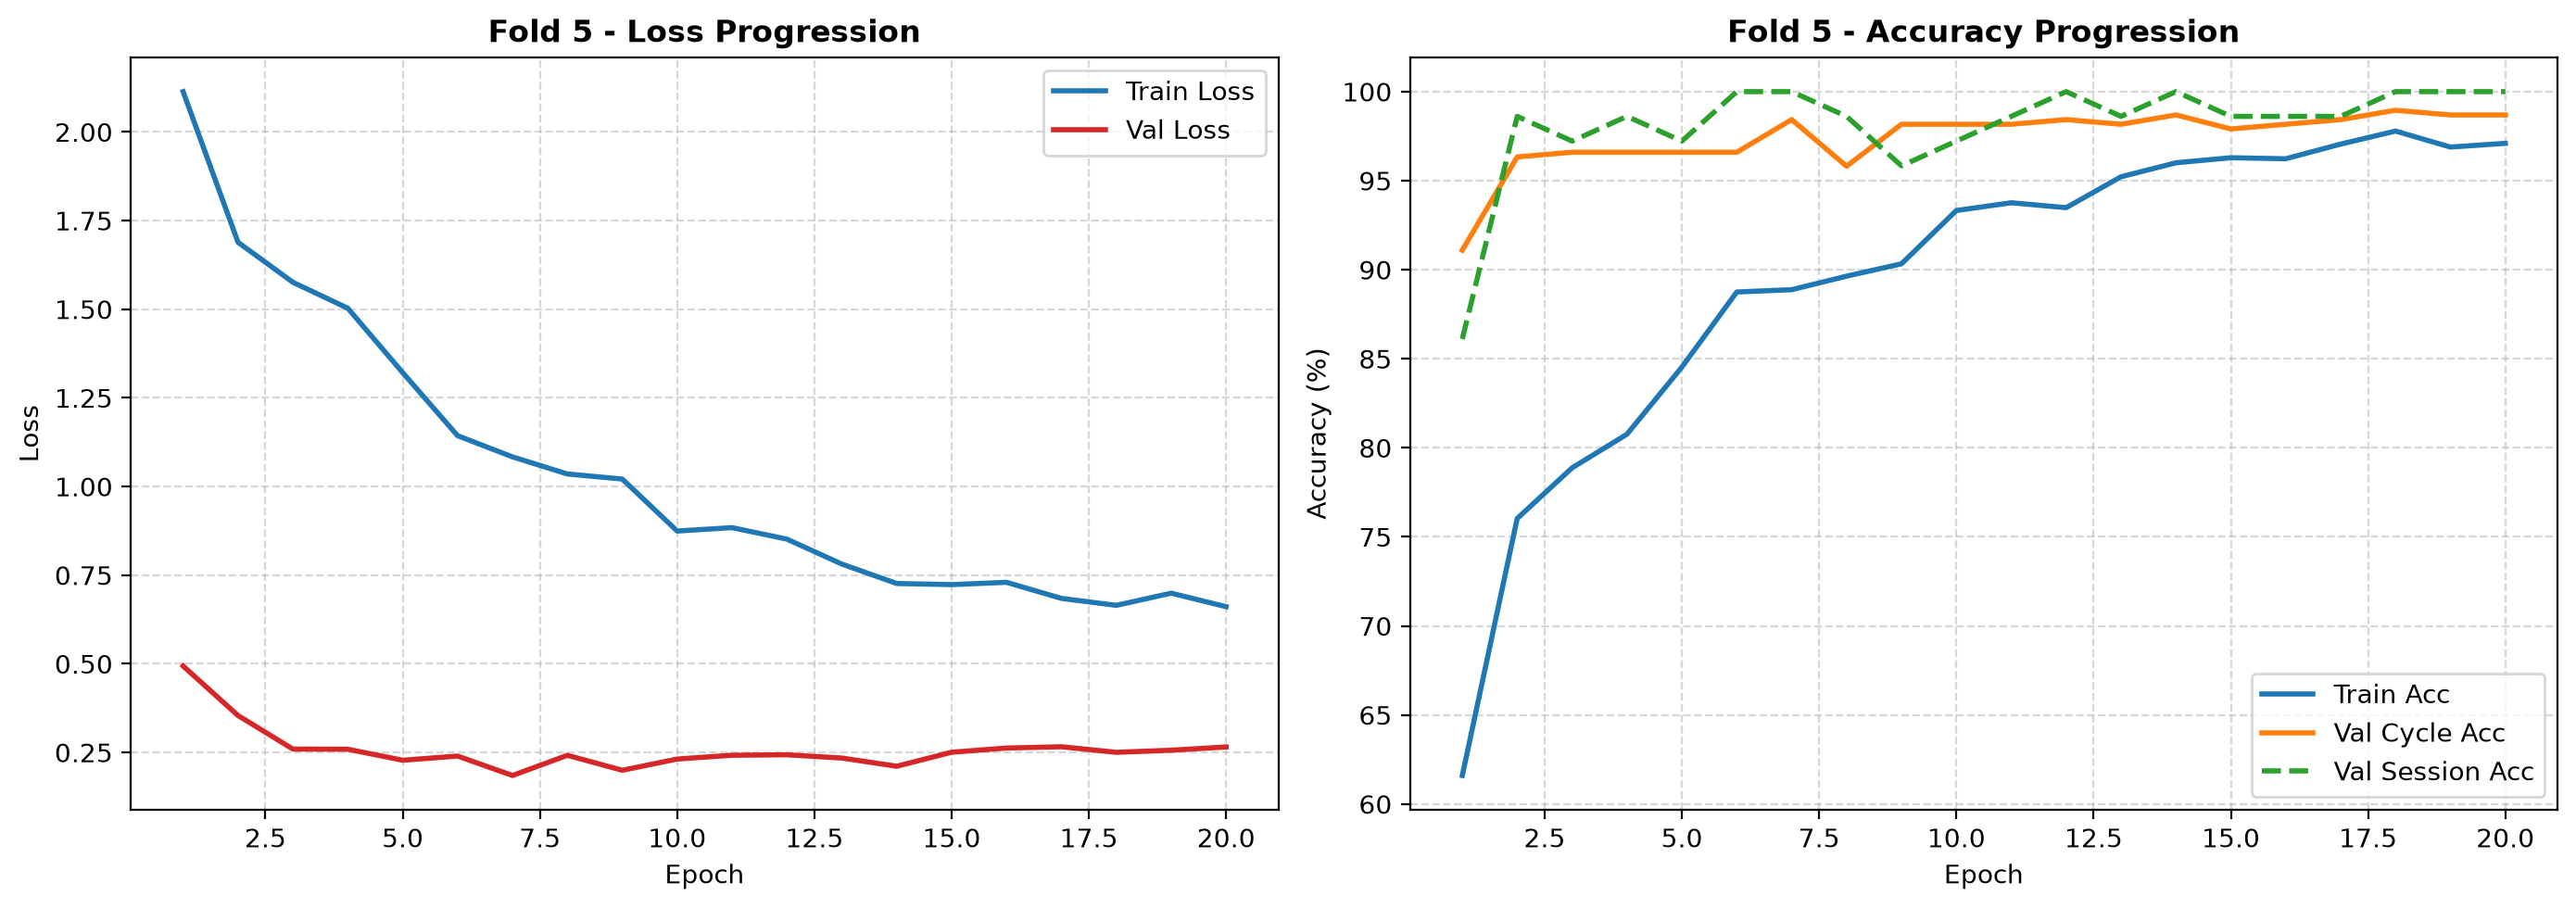 Fold 5 - Loss Progression
Train Loss
Val Loss
2.00
1.75
1.50
1.25
1.00
0.75
0.50
0.25
Loss
2.5 5.0 7.5 10.0 12.5 15.0 17.5 20.0
Epoch
Fold 5 - Accuracy Progression
100
95
90
85
80
75
70
65
60
Accuracy (%)
Train Acc
Val Cycle Acc
Val Session Acc
2.5 5.0 7.5 10.0 12.5 15.0 17.5 20.0
Epoch